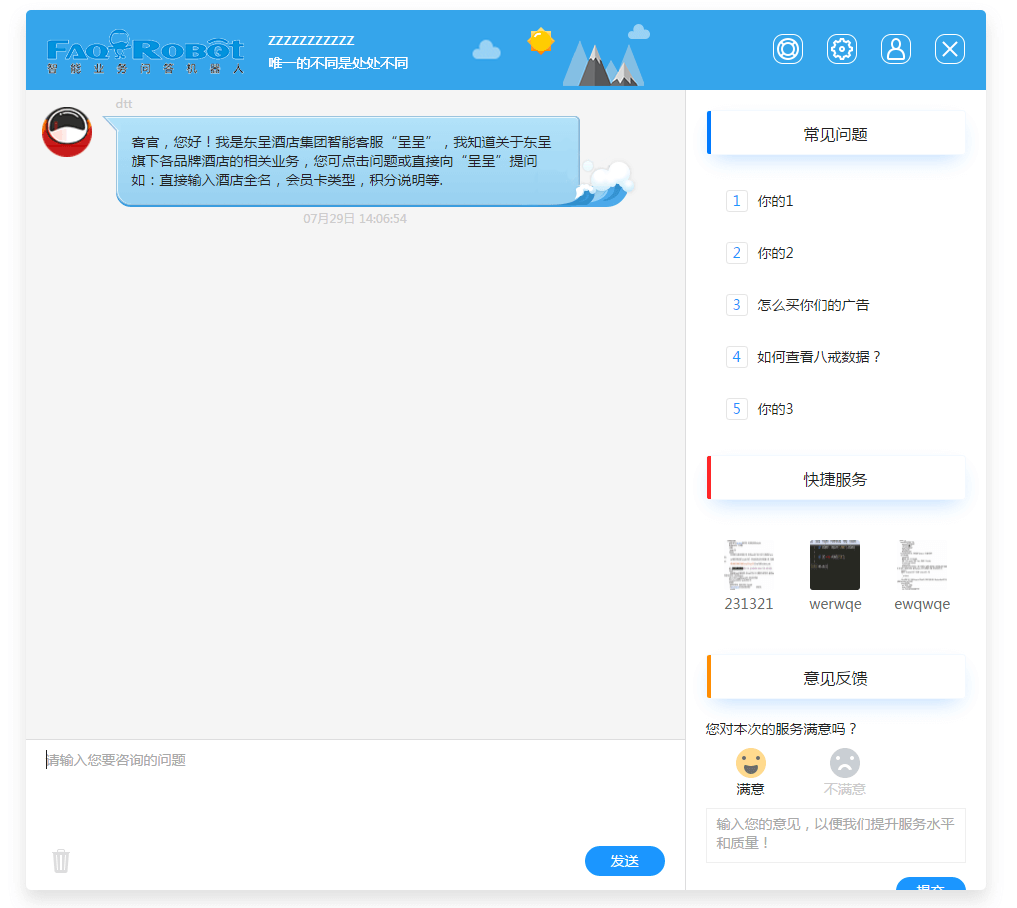 FAQ ROBOT
智能业务问答机器人
zzzzzzzzzzz
唯一的不同是处处不同
dtt
客官，您好！我是东呈酒店集团智能客服“呈呈”，我知道关于东呈
旗下各品牌酒店的相关业务，您可点击问题或直接向“呈呈”提问
如：直接输入酒店全名，会员卡类型，积分说明等.
07月29日 14:06:54
请输入您要咨询的问题
发送
常见问题
1 你的1
2 你的2
3 怎么买你们的广告
4 如何查看八戒数据？
5 你的3
快捷服务
231321 werwqe ewqwqe
意见反馈
您对本次的服务满意吗？
满意 不满意
输入您的意见，以便我们提升服务水平
和质量！
提交